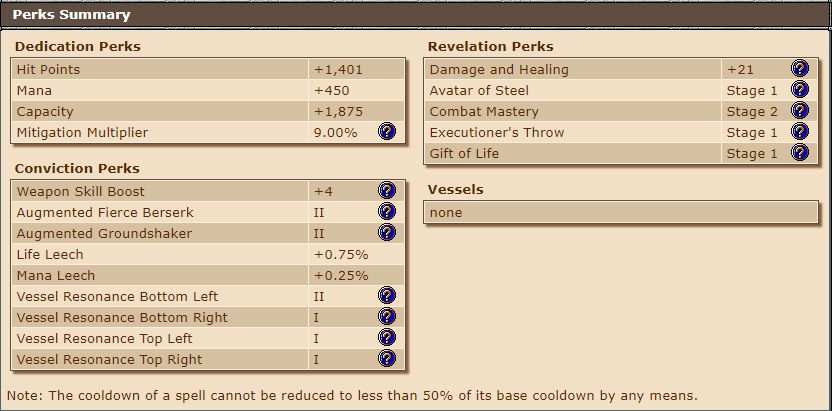 Perks Summary
Dedication Perks
Hit Points +1,401
Mana +450
Capacity +1,875
Mitigation Multiplier 9.00% ?
Conviction Perks
Weapon Skill Boost +4 ?
Augmented Fierce Berserk II ?
Augmented Groundshaker II ?
Life Leech +0.75%
Mana Leech +0.25%
Vessel Resonance Bottom Left II ?
Vessel Resonance Bottom Right I ?
Vessel Resonance Top Left I ?
Vessel Resonance Top Right I ?
Revelation Perks
Damage and Healing +21 ?
Avatar of Steel Stage 1 ?
Combat Mastery Stage 2 ?
Executioner's Throw Stage 1 ?
Gift of Life Stage 1 ?
Vessels
none
Note: The cooldown of a spell cannot be reduced to less than 50% of its base cooldown by any means.